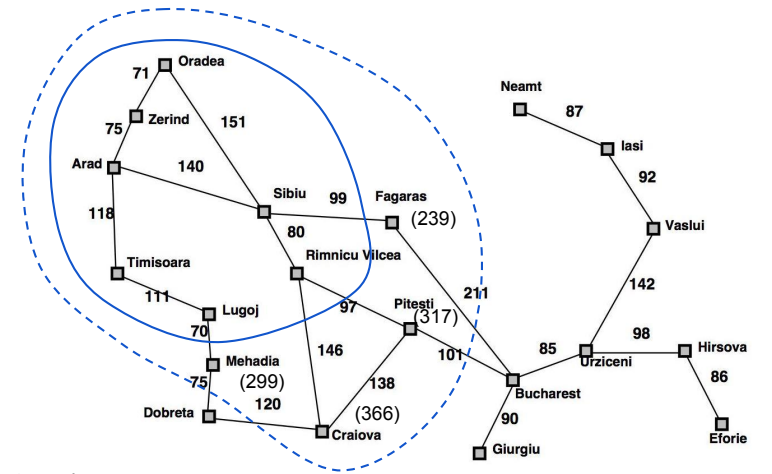 Oradea
71
Neamt
87
Zerind
151
75
Iasi
140
Arad
92
Sibiu
99
Fagaras
118
(239)
Vaslui
80
Rimnicu Vilcea
Timisoara
142
111
211
97
Pitesti
(317)
Lugoj
70
98
Hirsova
85
146
101
Urziceni
Mehadia
(299)
75
138
86
Bucharest
120
Dobreta
(366)
90
Craiova
Eforie
Giurgiu